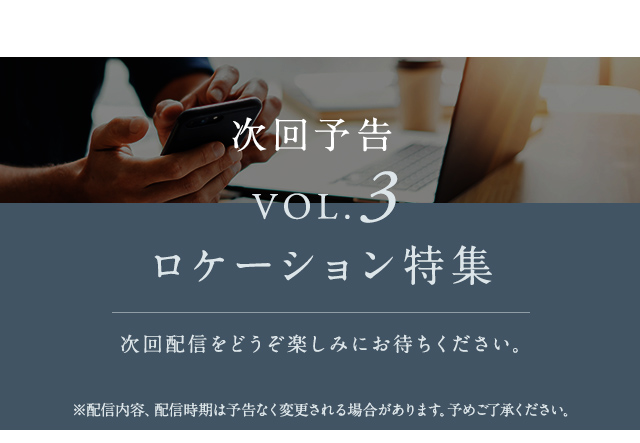 次回予告
VOL.3
ロケーション特集
次回配信をどうぞ楽しみにお待ちください。
※配信内容、配信時期は予告なく変更される場合があります。予めご了承ください。